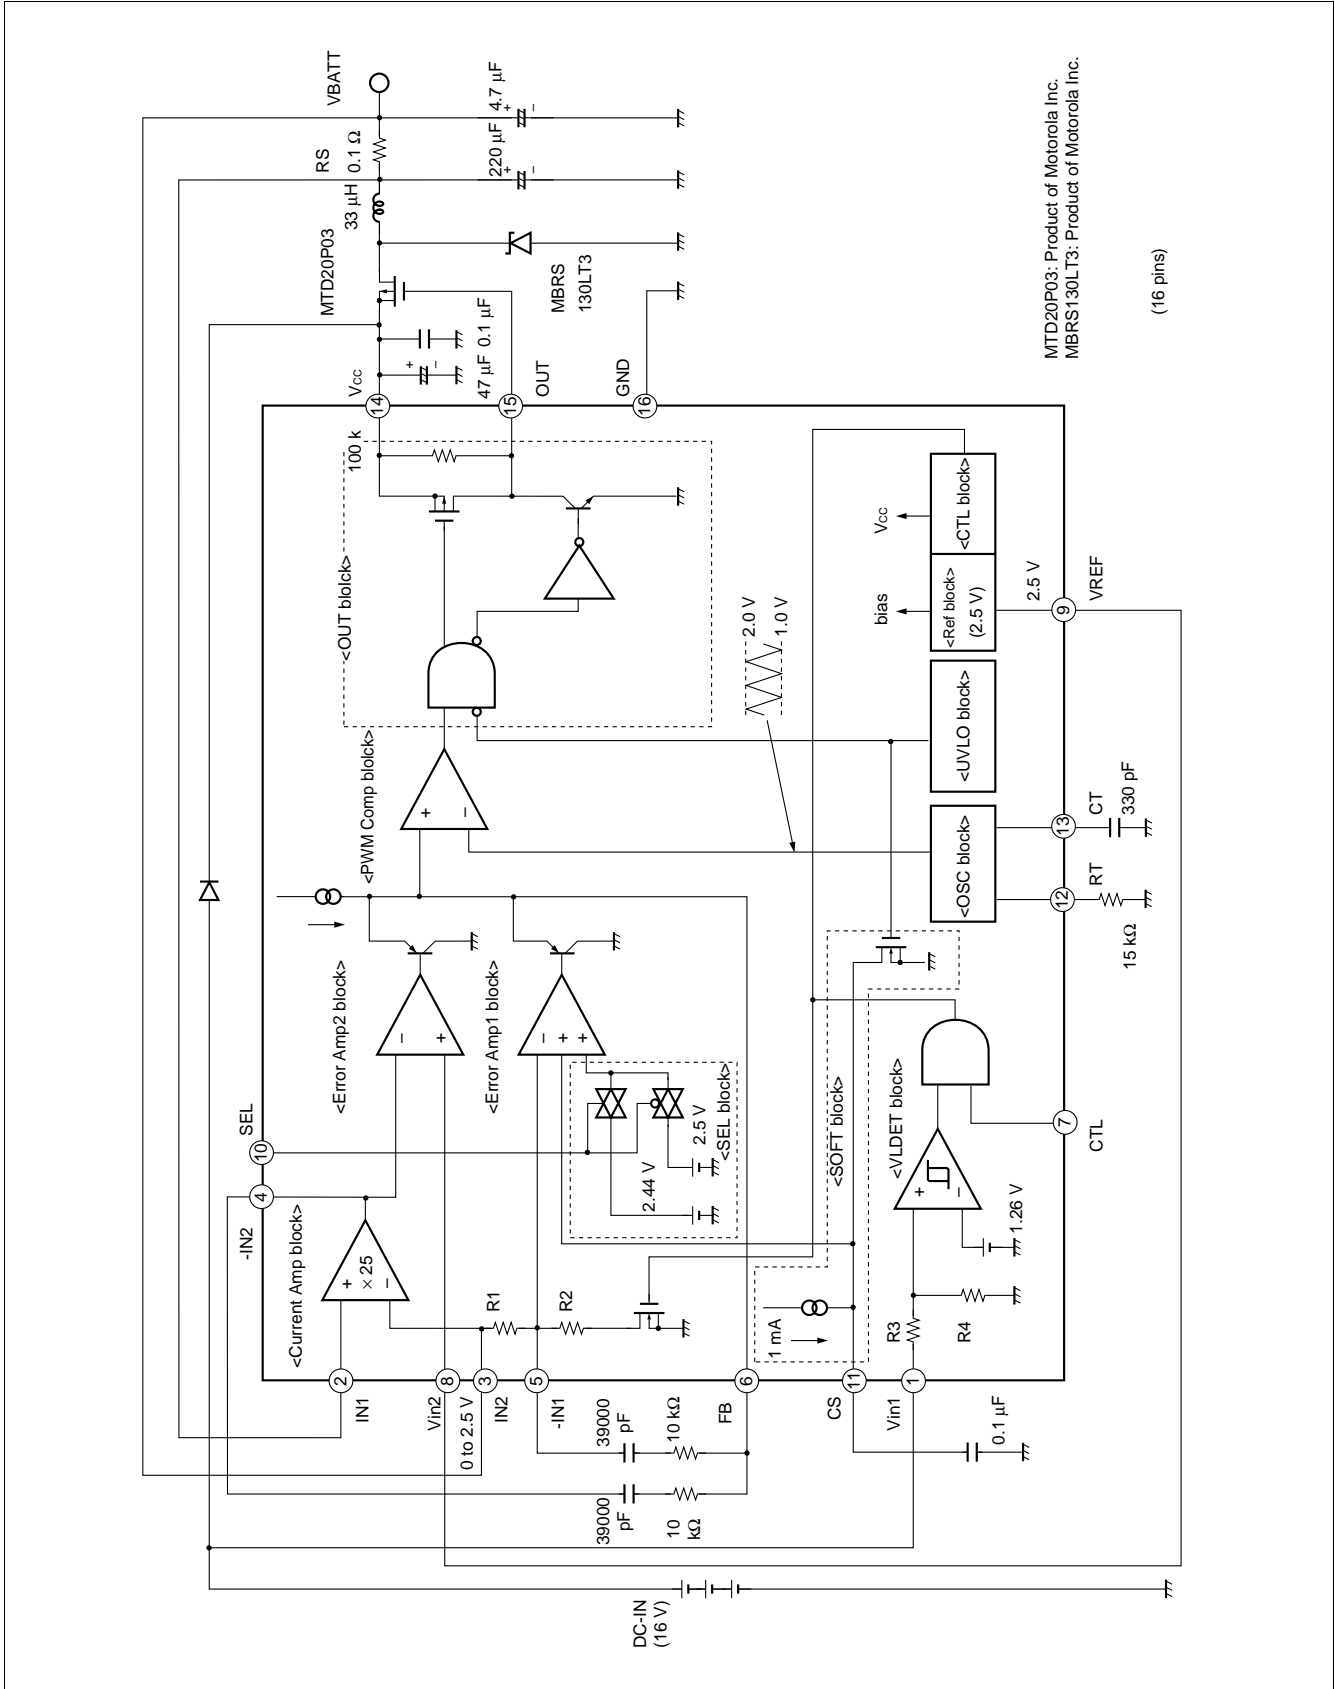 VBATT
RS
0.1 Ω
4.7 µF
+
−
220 µF
+
−
33 µH
MTD20P03
MBRS
130LT3
MTD20P03: Product of Motorola Inc.
MBRS130LT3: Product of Motorola Inc.
(16 pins)
47 µF
+
−
0.1 µF
VCC
14
OUT
15
GND
16
100 k
<OUT blolck>
VCC
<CTL block>
bias
<Ref block>
(2.5 V)
2.5 V
9
VREF
2.0 V
1.0 V
<UVLO block>
<PWM Comp blolck>
+
−
<OSC block>
13
CT
330 pF
12
RT
15 kΩ
<Error Amp2 block>
−
+
<Error Amp1 block>
−
+
+
SEL
10
4
-IN2
2.44 V
2.5 V
<SEL block>
<SOFT block>
<VLDET block>
+
−
1.26 V
7
CTL
<Current Amp block>
+
× 25
−
R1
R2
1 mA
R3
R4
2
IN1
8
Vin2
0 to 2.5 V
3
IN2
5
-IN1
6
FB
11
CS
1
Vin1
39000
pF
10 kΩ
39000
pF
10
kΩ
0.1 µF
DC-IN
(16 V)